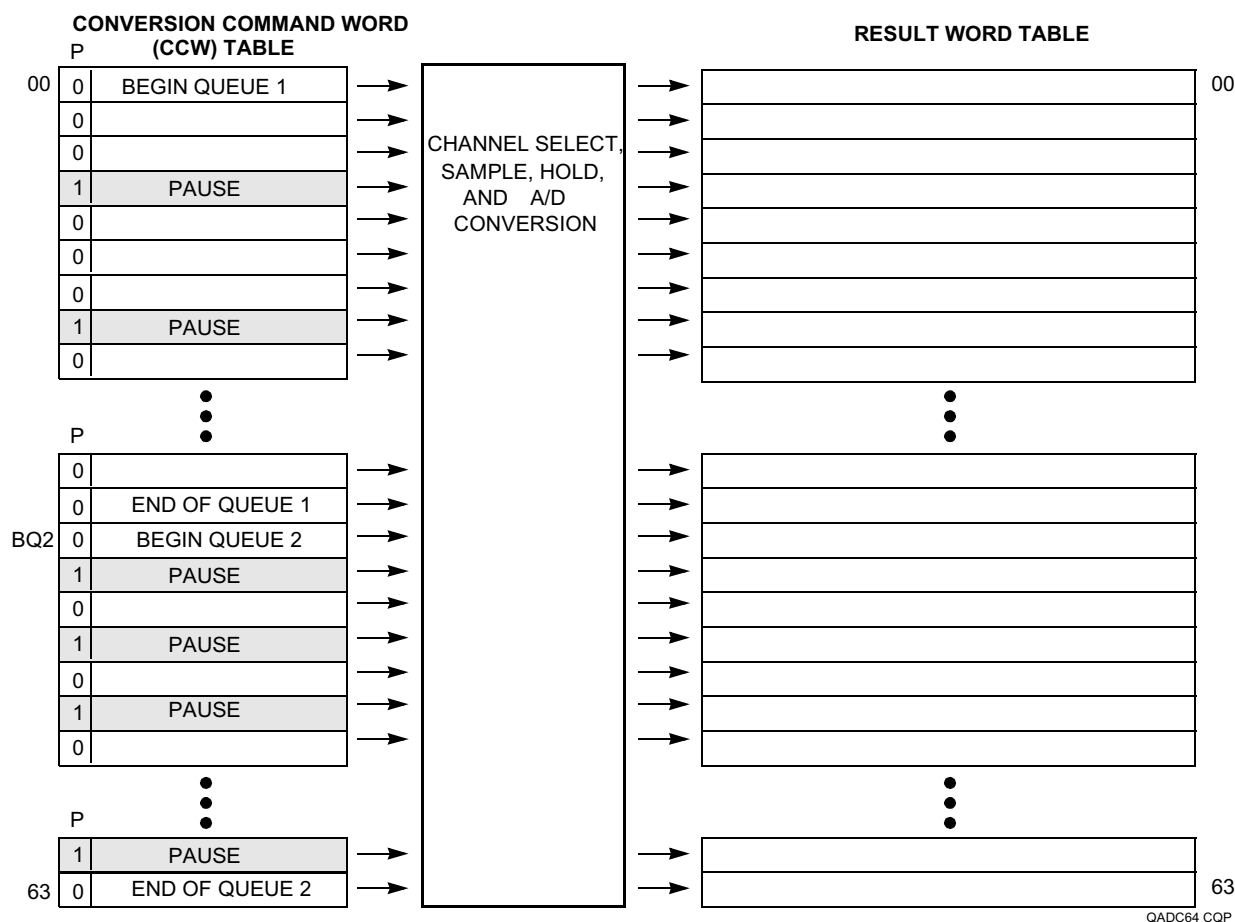 CONVERSION COMMAND WORD
(CCW) TABLE
RESULT WORD TABLE
P
00 0 BEGIN QUEUE 1 00
0
0
1 PAUSE
0
0
0
1 PAUSE
0
CHANNEL SELECT,
SAMPLE, HOLD,
AND A/D
CONVERSION
P
0
0 END OF QUEUE 1
BQ2 0 BEGIN QUEUE 2
1 PAUSE
0
1 PAUSE
0
1 PAUSE
0
P
1 PAUSE
63 0 END OF QUEUE 2 63
QADC64 CQP